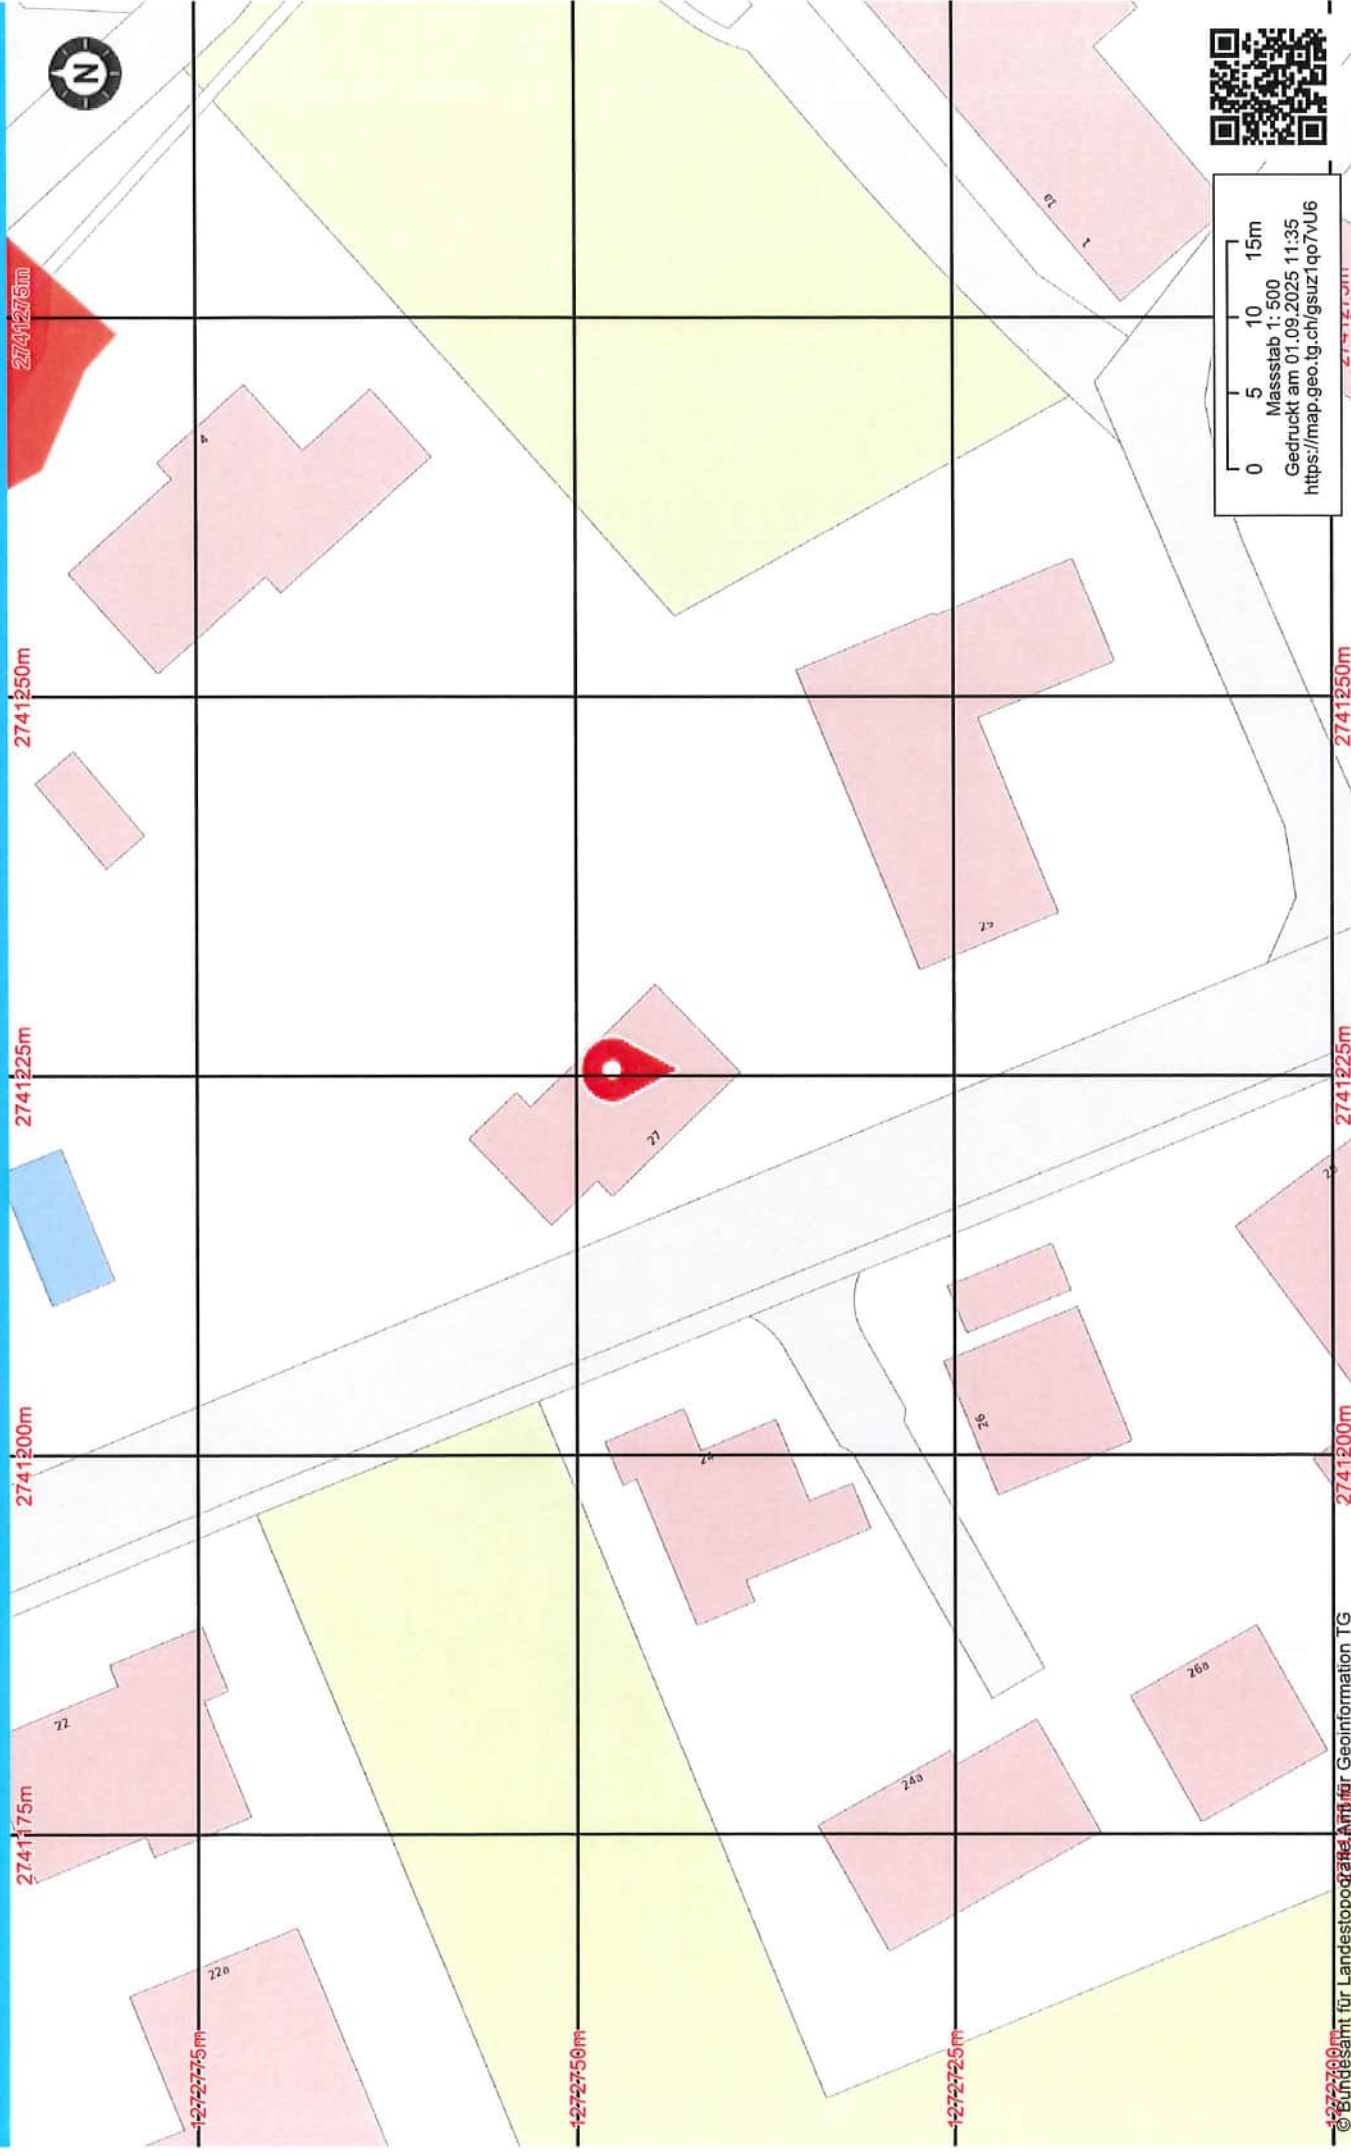 N
2741275m
2741250m
2741225m
2741200m
2741175m
1272775m
1272750m
1272725m
4
1a
1
25
27
22
22a
24
24a
26
26a
0 5 10 15m
Massstab 1: 500
Gedruckt am 01.09.2025 11:35
https://map.geo.tg.ch/gsuz1qo7vU6
2741250m
2741225m
2741200m
1272700m
© Bundesamt für Landestopografie, Amt für Geoinformation TG